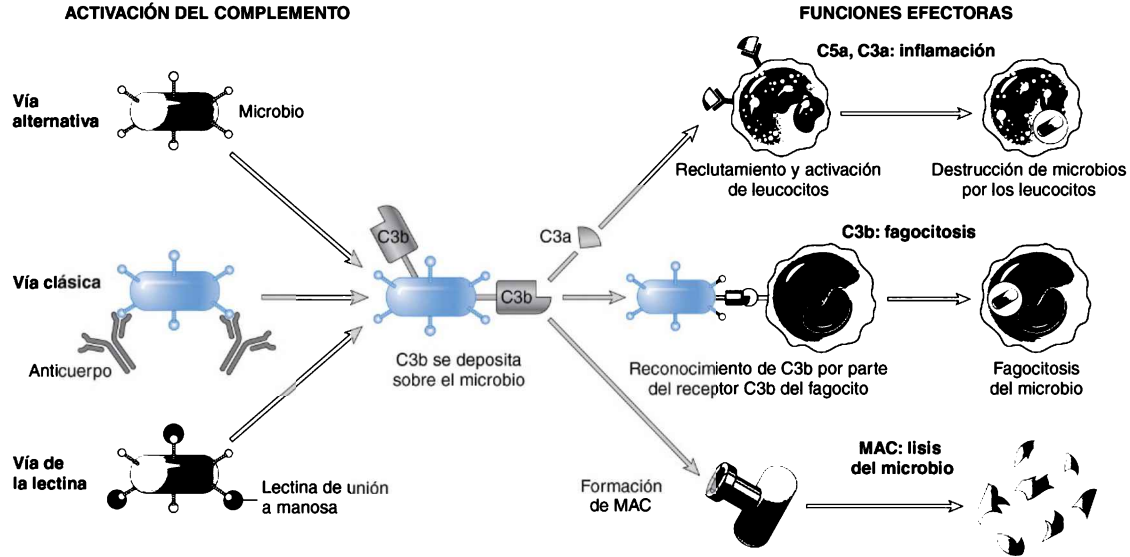 ACTIVACIÓN DEL COMPLEMENTO
FUNCIONES EFECTORAS
C5a, C3a: inflamación
Vía
alternativa
Microbio
Reclutamiento y activación
de leucocitos
Destrucción de microbios
por los leucocitos
C3b
C3a
C3b: fagocitosis
Vía clásica
C3b
Anticuerpo
C3b se deposita
sobre el microbio
Reconocimiento de C3b por parte
del receptor C3b del fagocito
Fagocitosis
del microbio
Vía de
la lectina
Lectina de unión
a manosa
Formación
de MAC
MAC: lisis
del microbio